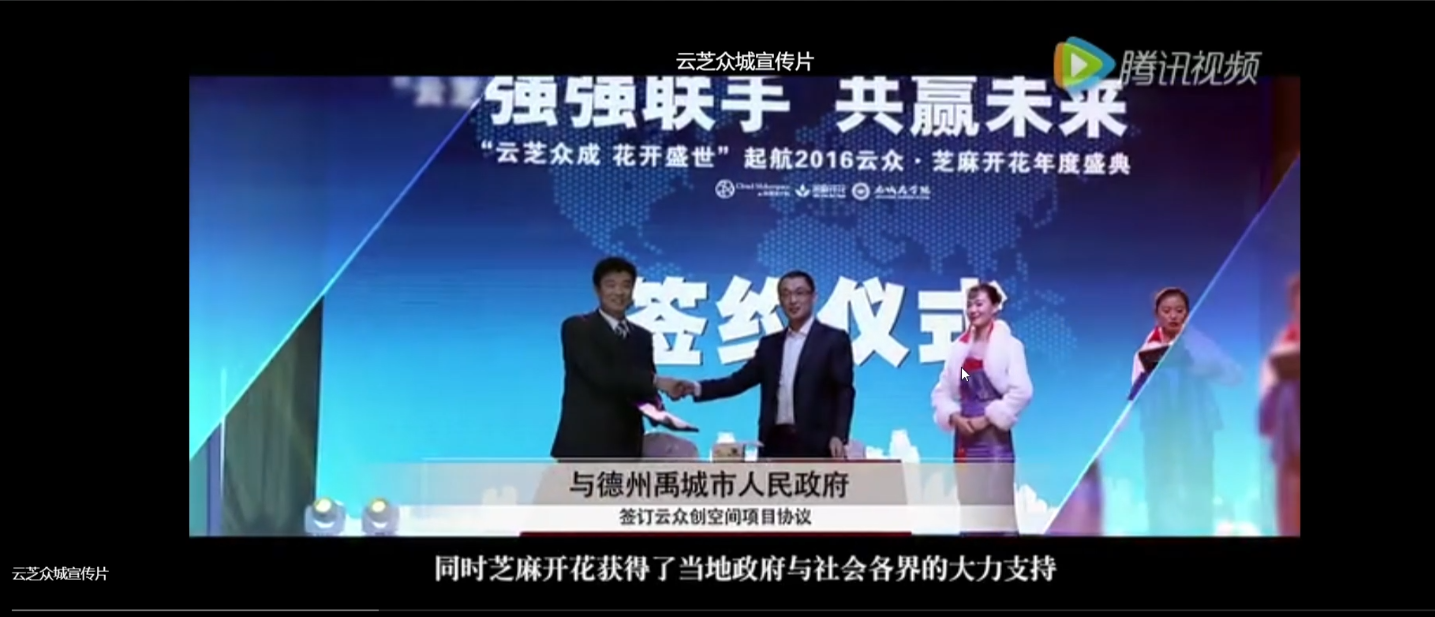 云芝众城宣传片
腾讯视频
强强联手 共赢未来
“云芝众成 花开盛世”起航2016云众·芝麻开花年度盛典
签约仪式
与德州禹城市人民政府
签订云众创空间项目协议
同时芝麻开花获得了当地政府与社会各界的大力支持
云芝众城宣传片